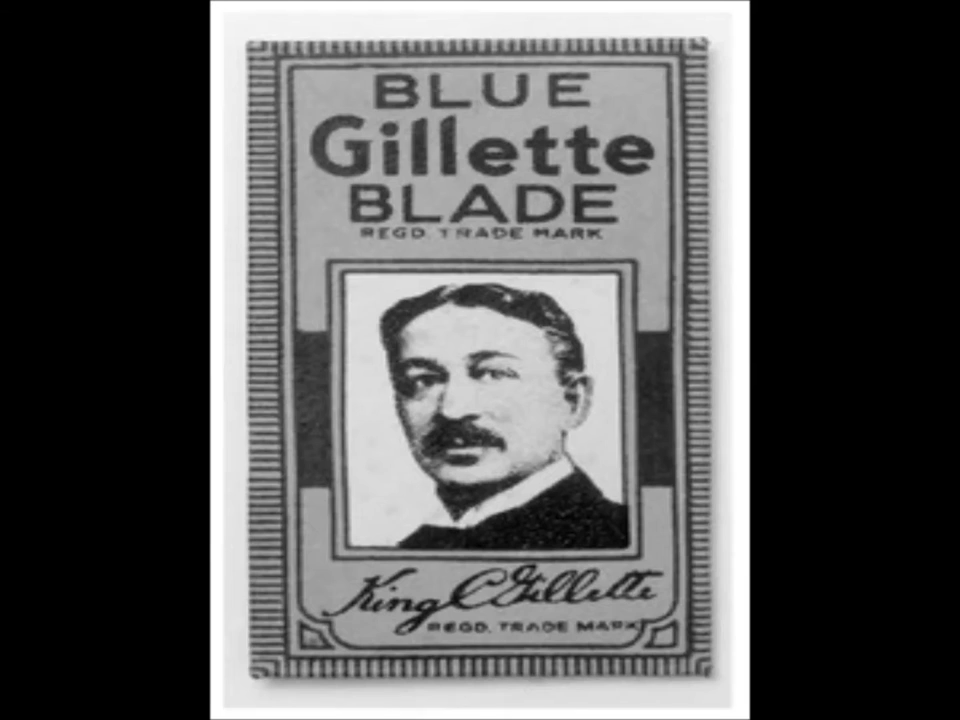 BLUE
Gillette
BLADE
REGD. TRADE MARK
King C Gillette
REGD. TRADE MARK